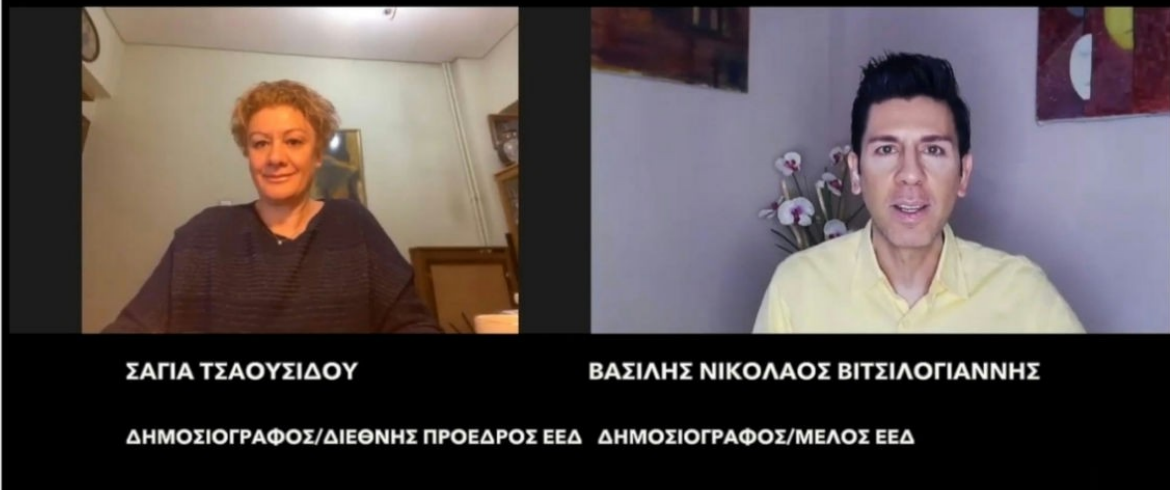 ΣΑΓΙΑ ΤΣΑΟΥΣΙΔΟΥ
ΒΑΣΙΛΗΣ ΝΙΚΟΛΑΟΣ ΒΙΤΣΙΛΟΓΙΑΝΝΗΣ
ΔΗΜΟΣΙΟΓΡΑΦΟΣ/ΔΙΕΘΝΗΣ ΠΡΟΕΔΡΟΣ ΕΕΔ
ΔΗΜΟΣΙΟΓΡΑΦΟΣ/ΜΕΛΟΣ ΕΕΔ